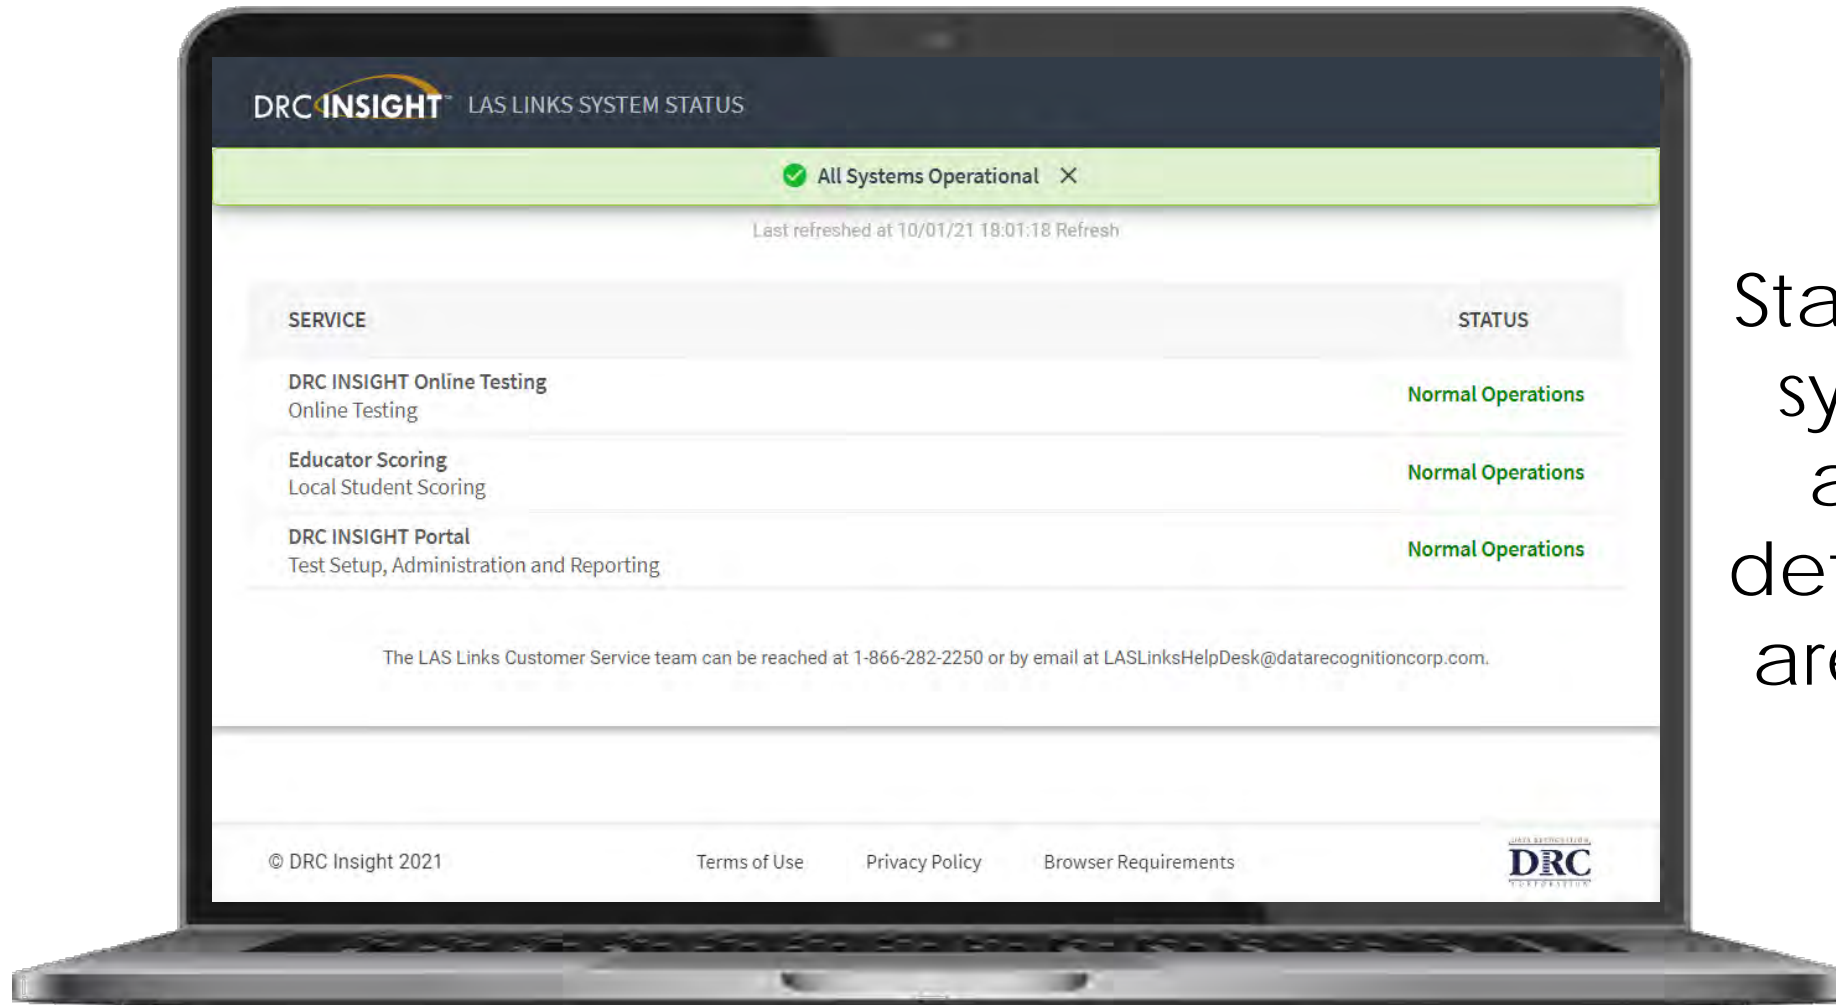 DRC INSIGHT™ LAS LINKS SYSTEM STATUS
All Systems Operational
Last refreshed at 10/01/21 18:01:18 Refresh
SERVICE STATUS
DRC INSIGHT Online Testing
Online Testing
Normal Operations
Educator Scoring
Local Student Scoring
Normal Operations
DRC INSIGHT Portal
Test Setup, Administration and Reporting
Normal Operations
The LAS Links Customer Service team can be reached at 1-866-282-2250 or by email at LASLinksHelpDesk@datarecognitioncorp.com.
© DRC Insight 2021 Terms of Use Privacy Policy Browser Requirements
DATA RECOGNITION
DRC
CORPORATION